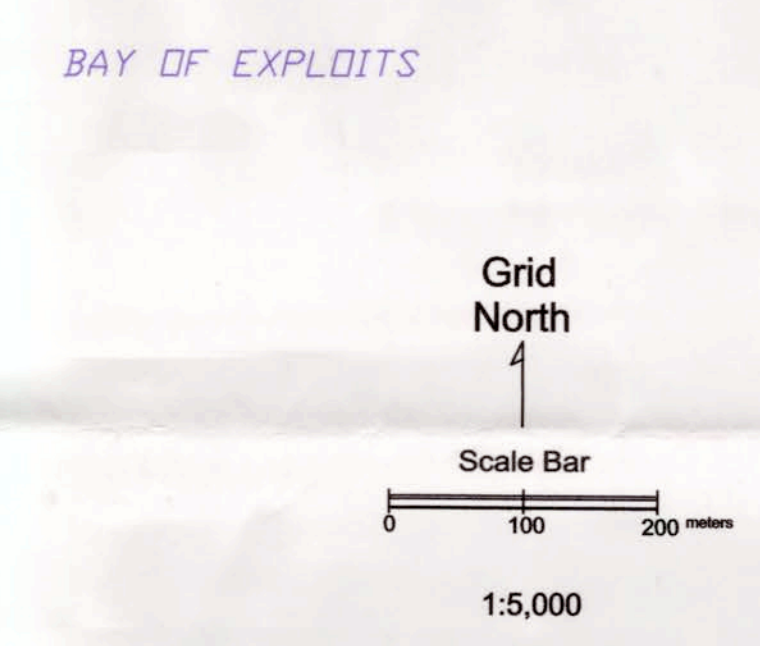 BAY OF EXPLOITS
Grid
North
Scale Bar
0 100 200 meters
1:5,000